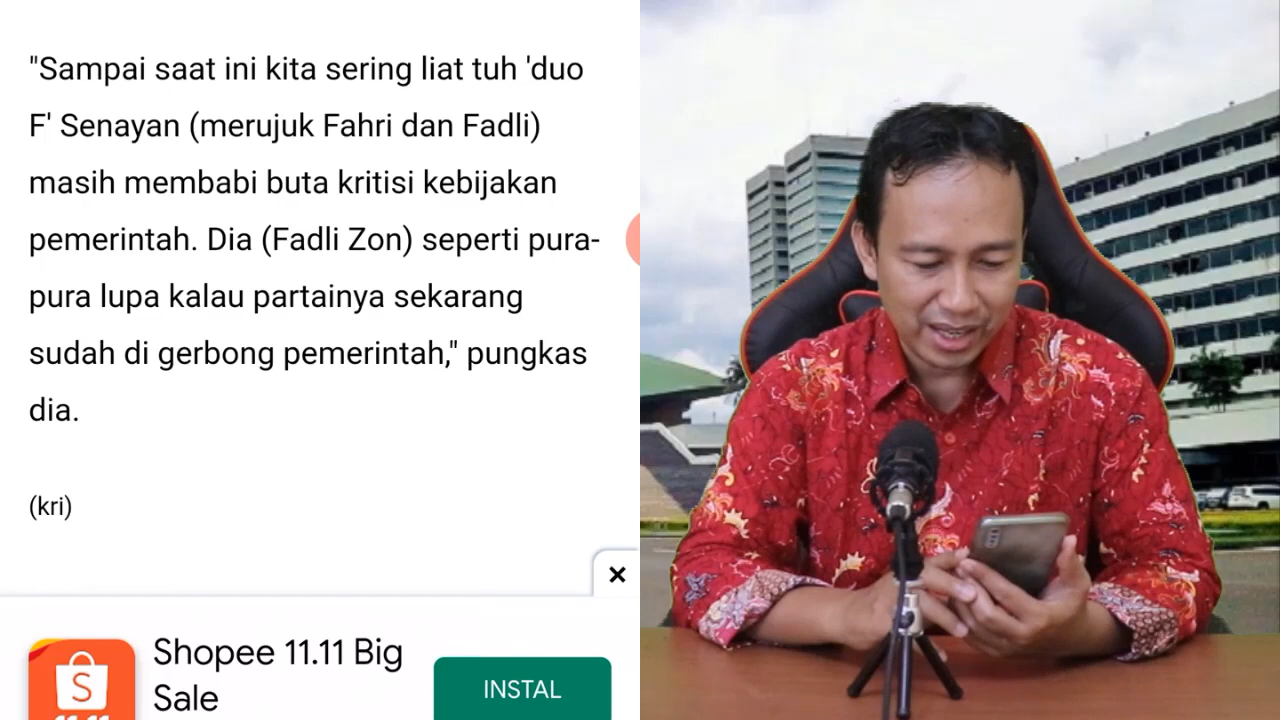 "Sampai saat ini kita sering liat tuh 'duo
F' Senayan (merujuk Fahri dan Fadli)
masih membabi buta kritisi kebijakan
pemerintah. Dia (Fadli Zon) seperti pura-
pura lupa kalau partainya sekarang
sudah di gerbong pemerintah," pungkas
dia.
(kri)
×
Shopee 11.11 Big
Sale
INSTAL
S
11.11